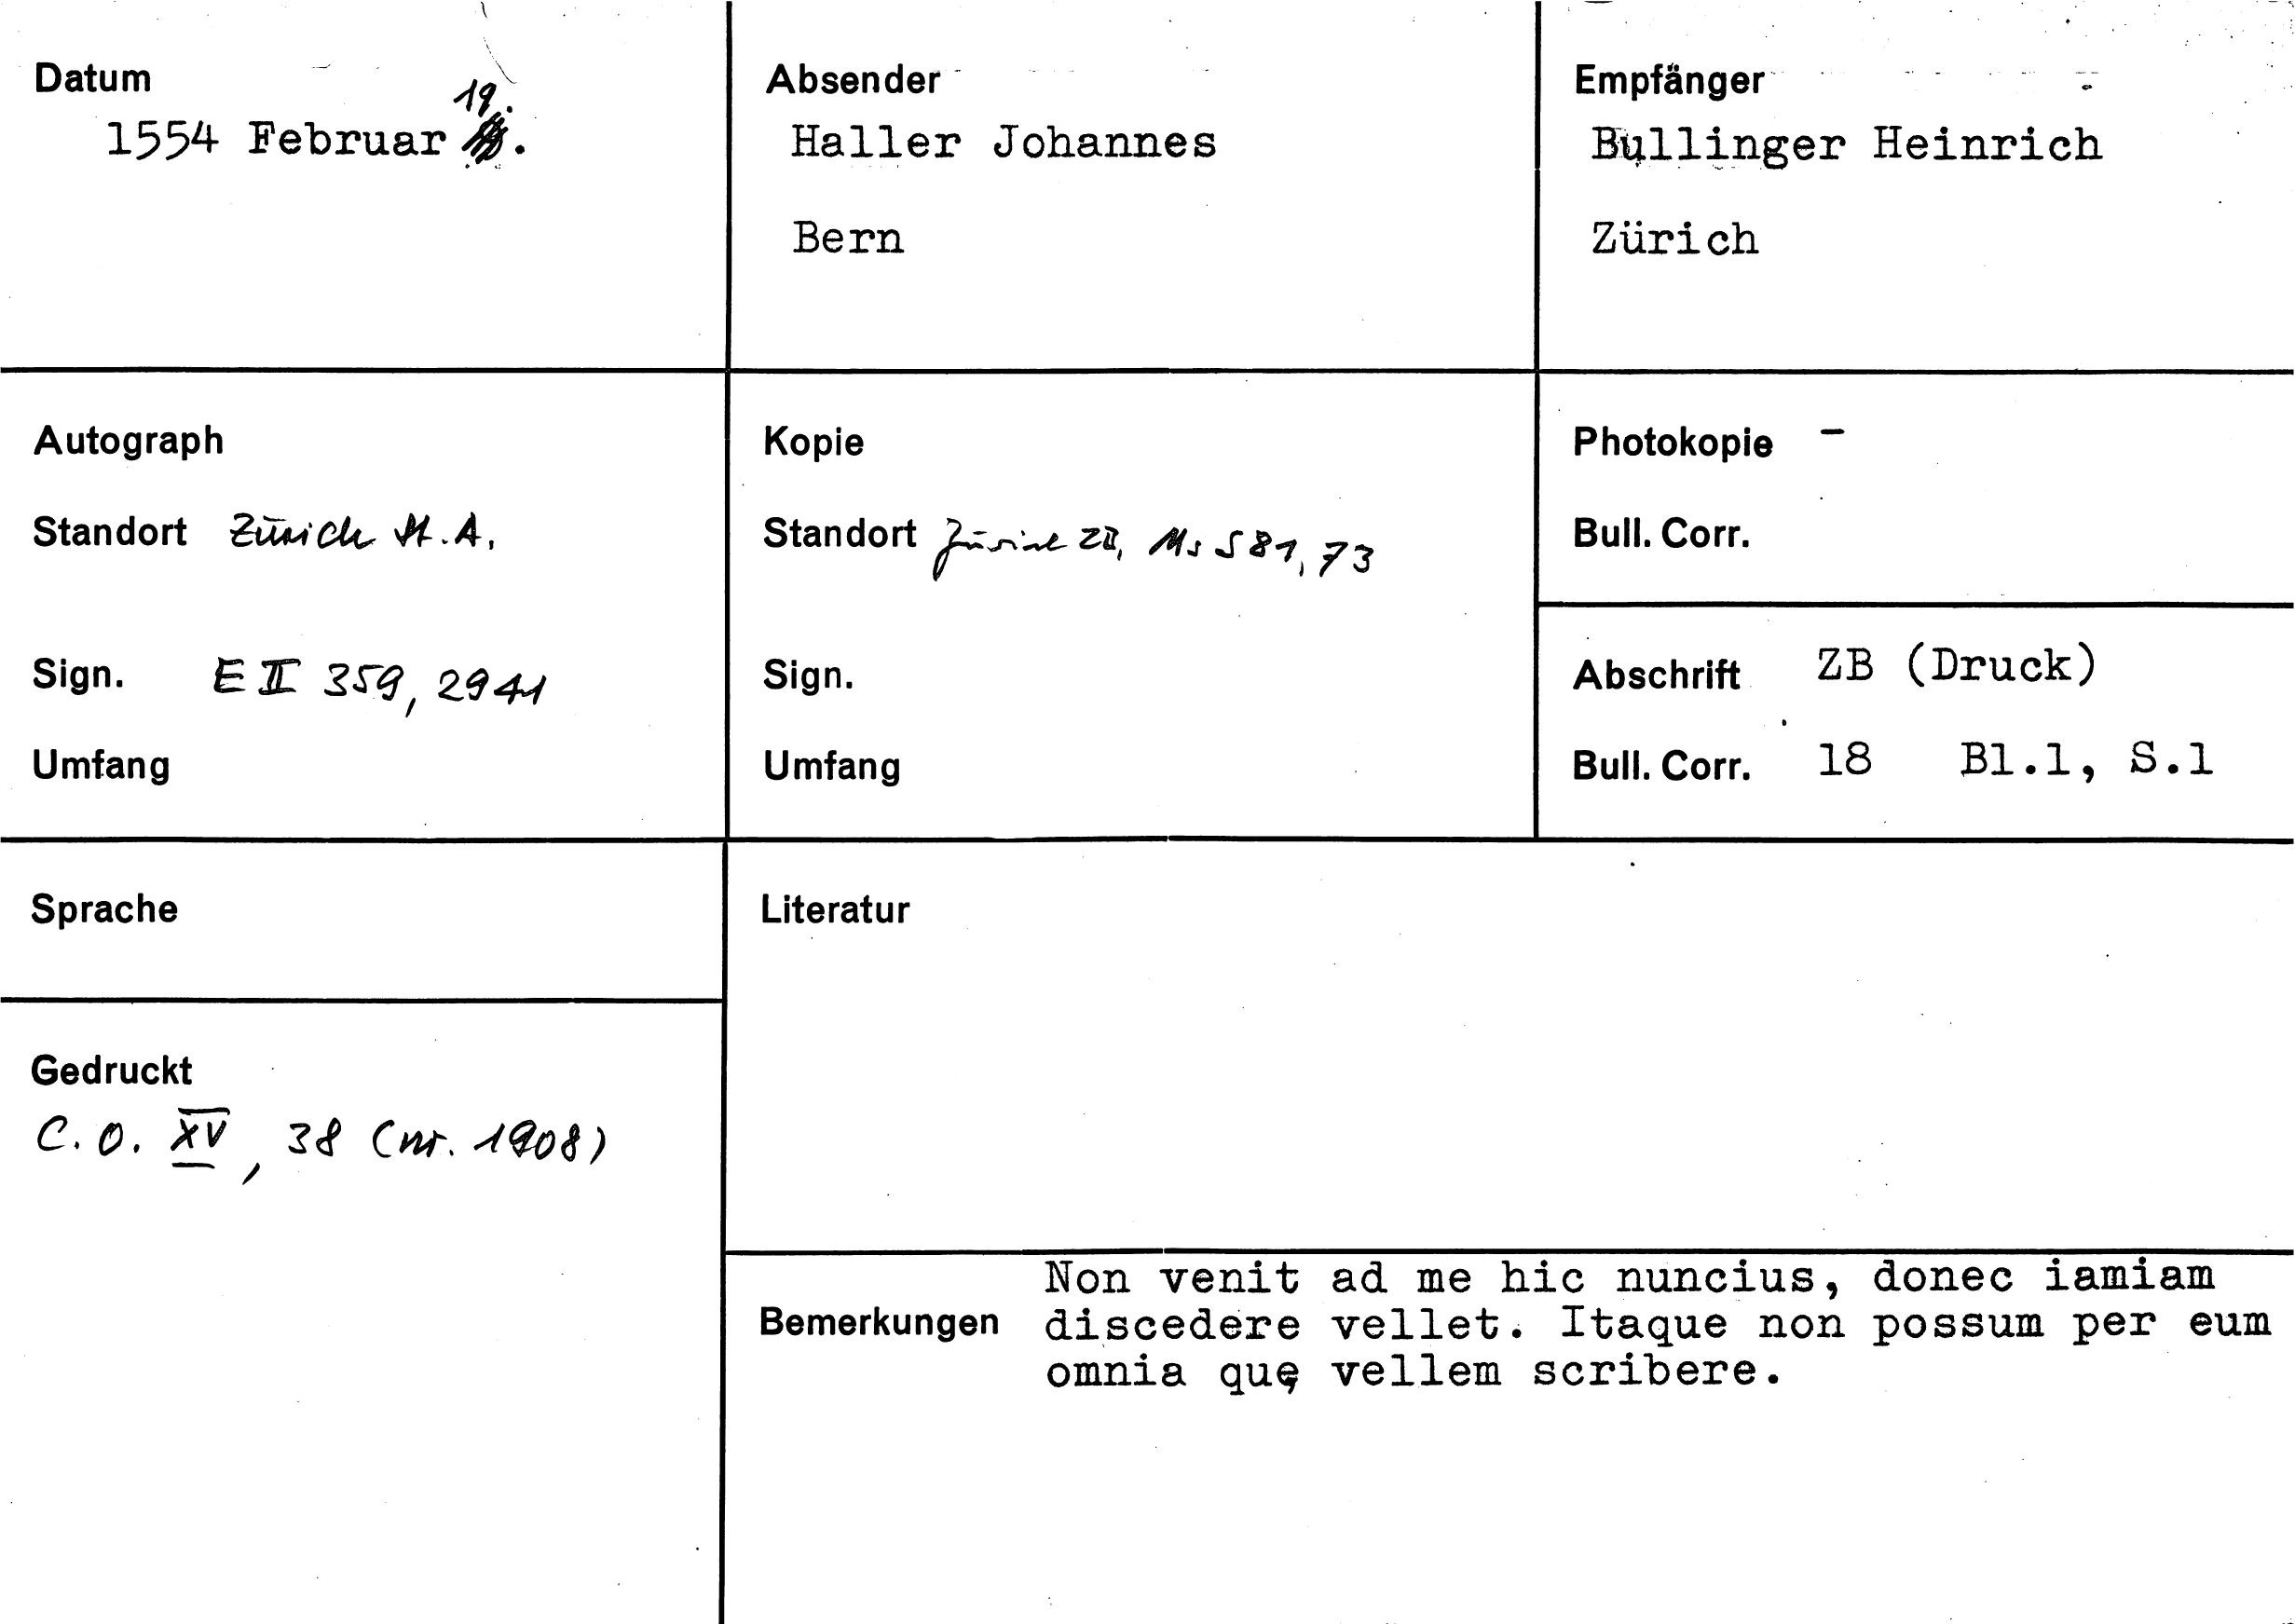 Datum
19.
1554 Februar .
Absender
Haller Johannes
Bern
Empfänger
Bullinger Heinrich
Zürich
Autograph
Standort Zürich St.A.
Sign. E II 359, 2941
Umfang
Kopie
Standort Zürich ZB, Ms S 81, 73
Sign.
Umfang
Photokopie -
Bull. Corr.
Abschrift ZB (Druck)
Bull. Corr. 18 Bl.1, S.1
Sprache
Literatur
Gedruckt
C.O. XV, 38 (nr. 1908)
Bemerkungen
Non venit ad me hic nuncius, donec iamiam
discedere vellet. Itaque non possum per eum
omnia quę vellem scribere.